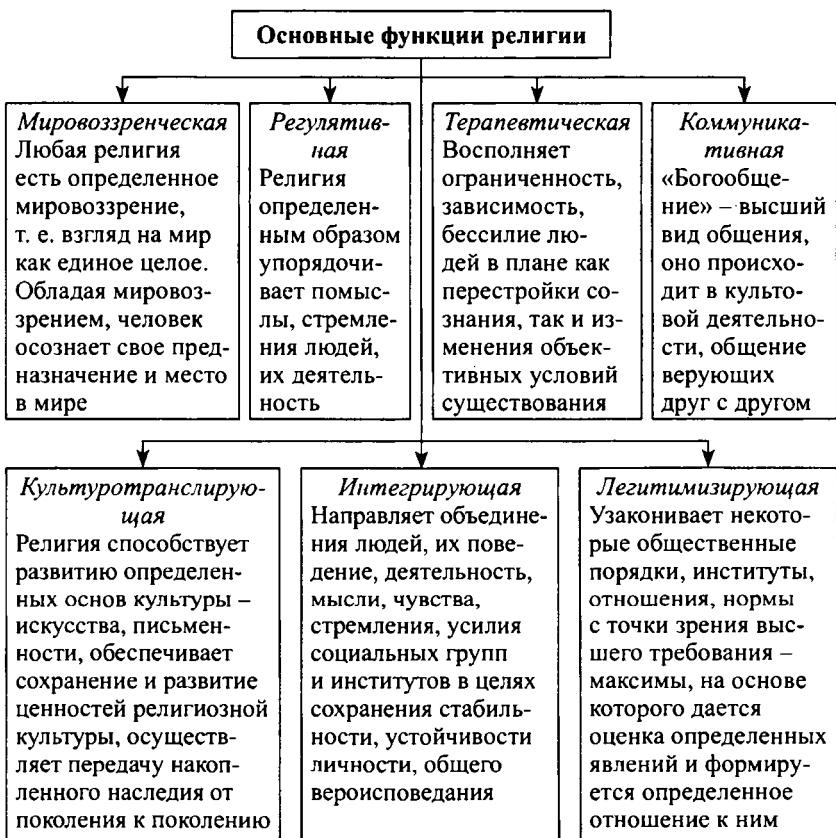 Основные функции религии
Мировоззренческая
Любая религия
есть определенное
мировоззрение,
т. е. взгляд на мир
как единое целое.
Обладая мировоз-
зрением, человек
осознает свое пред-
назначение и место
в мире
Регулятив-
ная
Религия
определен-
ным образом
упорядочи-
вает помыс-
лы, стремле-
ния людей,
их деятель-
ность
Терапевтическая
Восполняет
ограниченность,
зависимость,
бессилие лю-
дей в плане как
перестройки со-
знания, так и из-
менения объек-
тивных условий
существования
Коммуника-
тивная
«Богообще-
ние» – высший
вид общения,
оно происхо-
дит в культо-
вой деятельно-
сти, общение
верующих
друг с другом
Культуротранслирую-
щая
Религия способствует
развитию определен-
ных основ культуры –
искусства, письмен-
ности, обеспечивает
сохранение и развитие
ценностей религиозной
культуры, осуществ-
ляет передачу накоп-
ленного наследия от
поколения к поколению
Интегрирующая
Направляет объедине-
ния людей, их пове-
дение, деятельность,
мысли, чувства,
стремления, усилия
социальных групп
и институтов в целях
сохранения стабиль-
ности, устойчивости
личности, общего
вероисповедания
Легитимизирующая
Узаконивает некото-
рые общественные
порядки, институты,
отношения, нормы
с точки зрения выс-
шего требования –
максимы, на основе
которого дается
оценка определенных
явлений и формиру-
ется определенное
отношение к ним